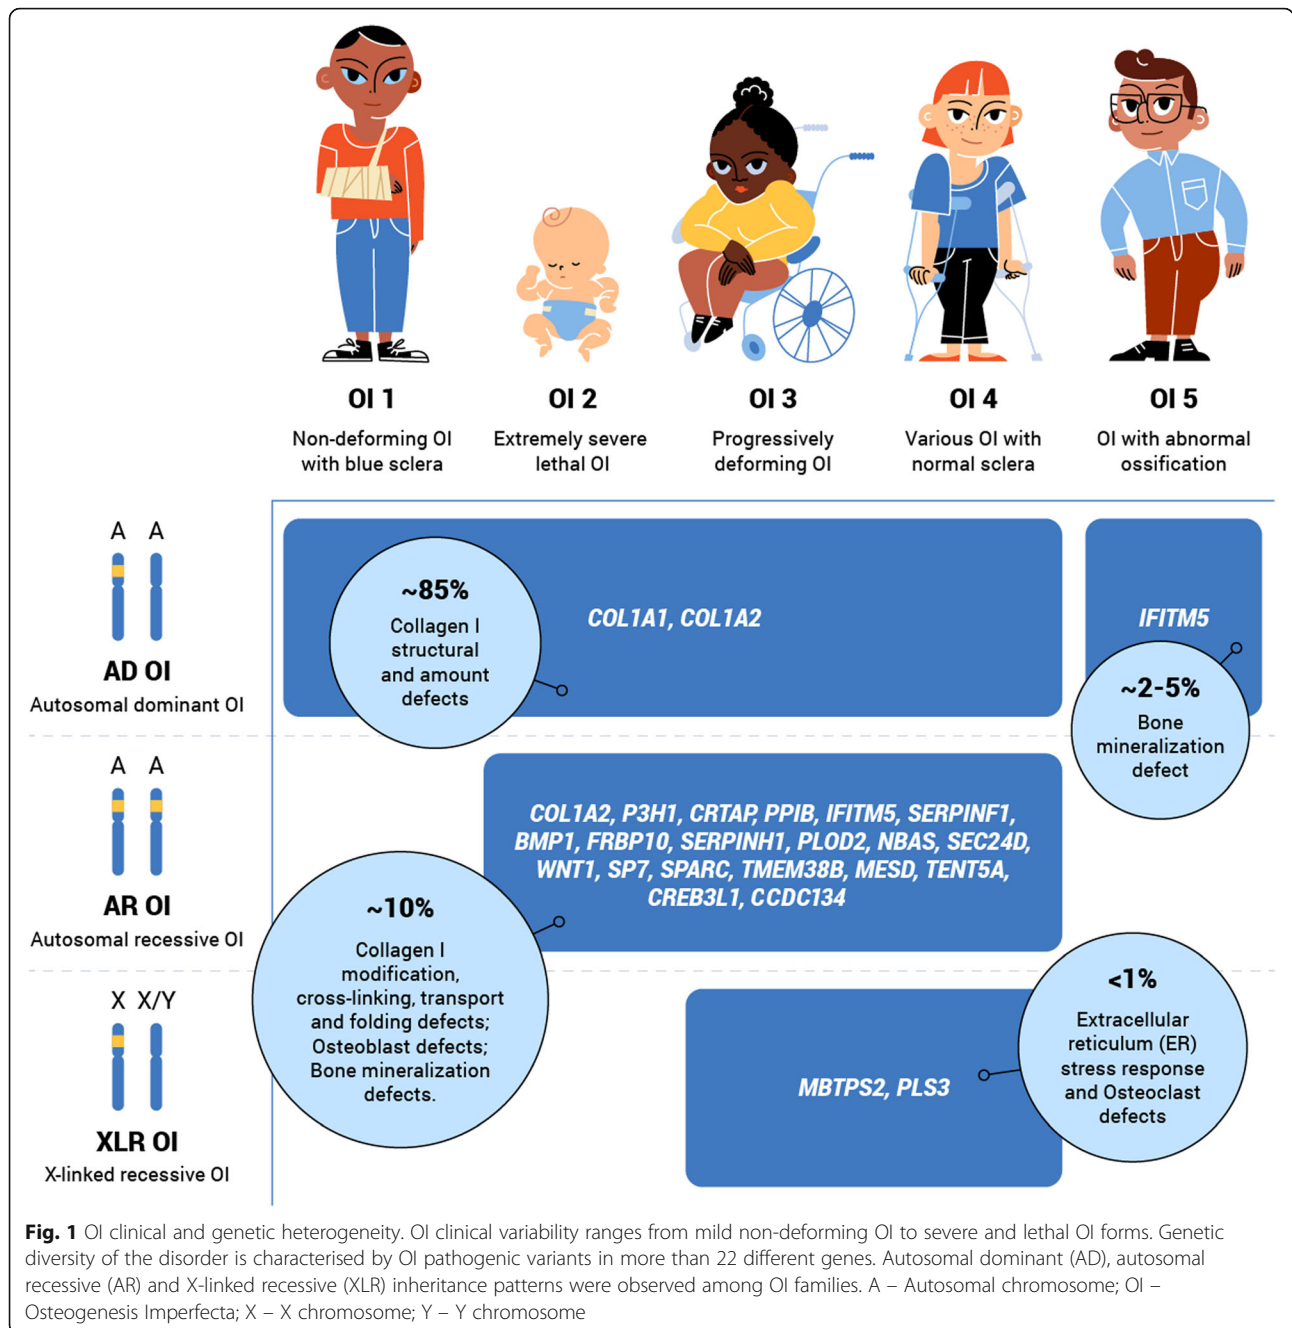 OI 1
Non-deforming OI
with blue sclera
OI 2
Extremely severe
lethal OI
OI 3
Progressively
deforming OI
OI 4
Various OI with
normal sclera
OI 5
OI with abnormal
ossification
A A
AD OI
Autosomal dominant OI
~85%
Collagen I
structural
and amount
defects
COL1A1, COL1A2
IFITM5
~2-5%
Bone
mineralization
defect
A A
AR OI
Autosomal recessive OI
COL1A2, P3H1, CRTAP, PPIB, IFITM5, SERPINF1,
BMP1, FRBP10, SERPINH1, PLOD2, NBAS, SEC24D,
WNT1, SP7, SPARC, TMEM38B, MESD, TENT5A,
CREB3L1, CCDC134
~10%
Collagen I
modification,
cross-linking, transport
and folding defects;
Osteoblast defects;
Bone mineralization
defects.
X X/Y
XLR OI
X-linked recessive OI
MBTPS2, PLS3
<1%
Extracellular
reticulum (ER)
stress response
and Osteoclast
defects
Fig. 1 OI clinical and genetic heterogeneity. OI clinical variability ranges from mild non-deforming OI to severe and lethal OI forms. Genetic
diversity of the disorder is characterised by OI pathogenic variants in more than 22 different genes. Autosomal dominant (AD), autosomal
recessive (AR) and X-linked recessive (XLR) inheritance patterns were observed among OI families. A – Autosomal chromosome; OI –
Osteogenesis Imperfecta; X – X chromosome; Y – Y chromosome